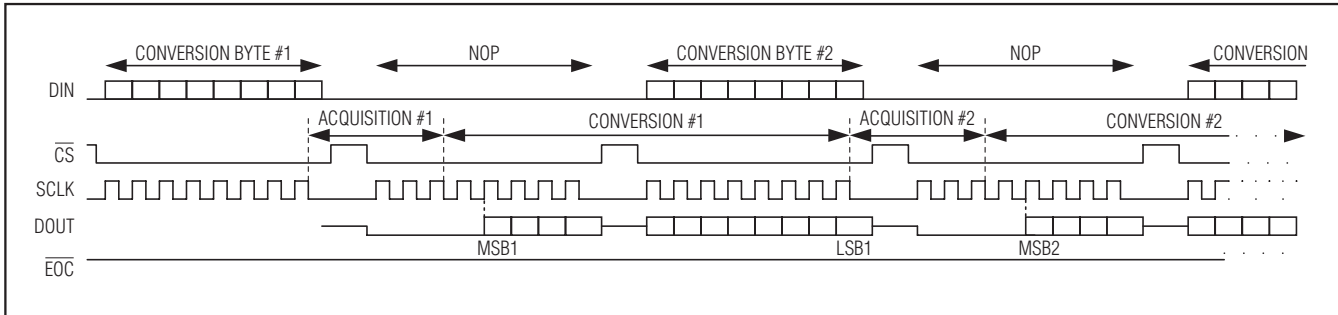 CONVERSION BYTE #1 NOP CONVERSION BYTE #2 NOP CONVERSION
DIN
ACQUISITION #1 CONVERSION #1 ACQUISITION #2 CONVERSION #2
CS
SCLK
DOUT
MSB1 LSB1 MSB2
EOC